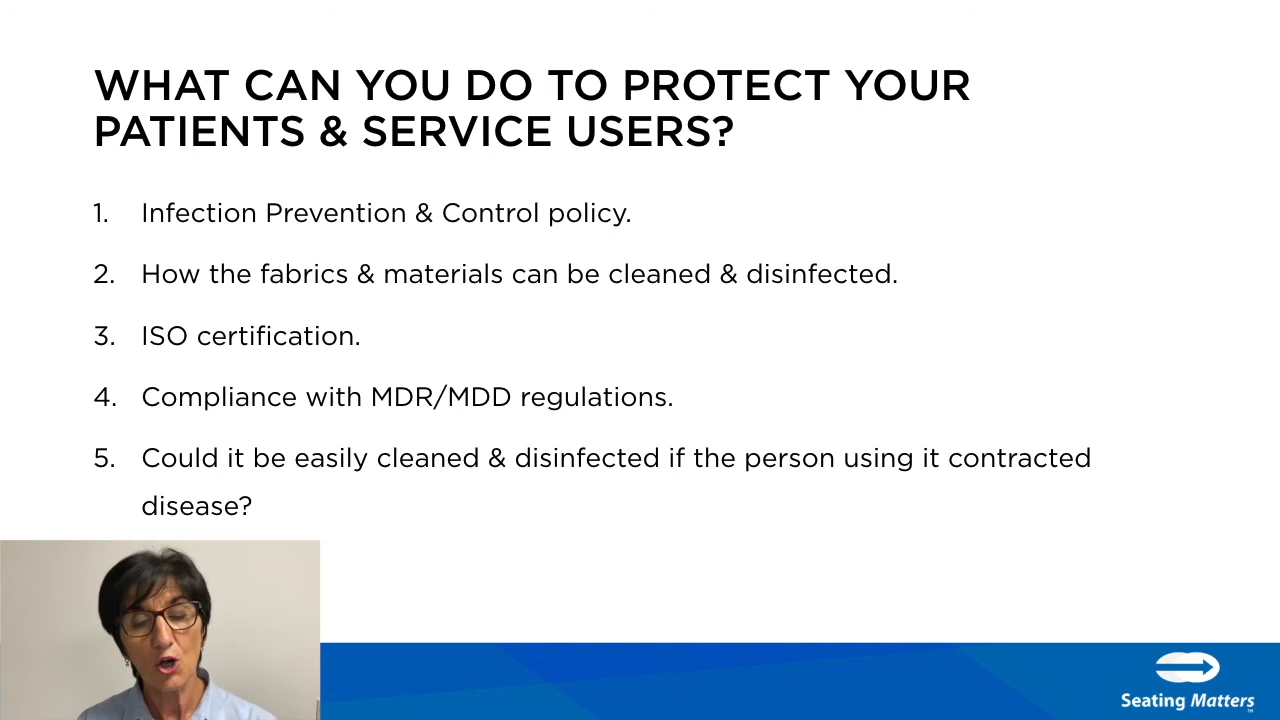 WHAT CAN YOU DO TO PROTECT YOUR
PATIENTS & SERVICE USERS?
1. Infection Prevention & Control policy.
2. How the fabrics & materials can be cleaned & disinfected.
3. ISO certification.
4. Compliance with MDR/MDD regulations.
5. Could it be easily cleaned & disinfected if the person using it contracted
disease?
Seating Matters
TM